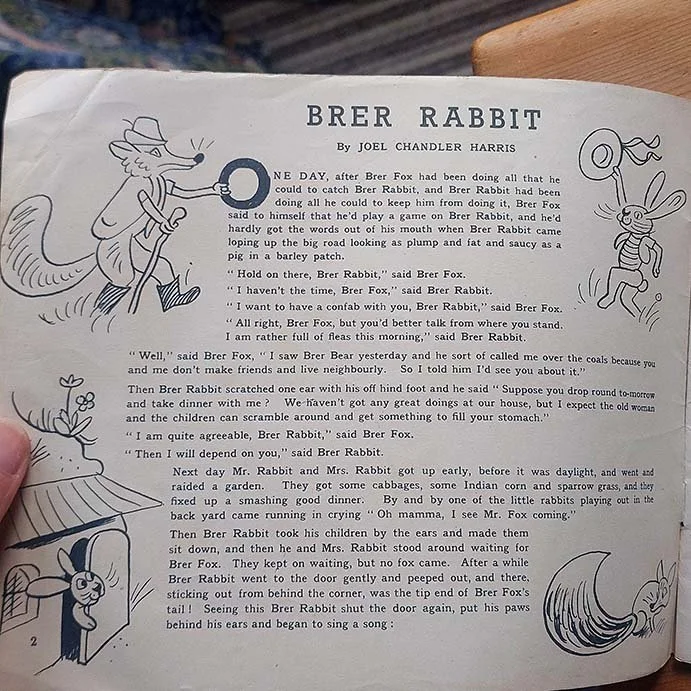 BRER RABBIT
By JOEL CHANDLER HARRIS
ONE DAY, after Brer Fox had been doing all that he
could to catch Brer Rabbit, and Brer Rabbit had been
doing all he could to keep him from doing it, Brer Fox
said to himself that he'd play a game on Brer Rabbit, and he'd
hardly got the words out of his mouth when Brer Rabbit came
loping up the big road looking as plump and fat and saucy as a
pig in a barley patch.
" Hold on there, Brer Rabbit," said Brer Fox.
" I haven't the time, Brer Fox," said Brer Rabbit.
" I want to have a confab with you, Brer Rabbit," said Brer Fox.
" All right, Brer Fox, but you'd better talk from where you stand.
I am rather full of fleas this morning," said Brer Rabbit.
" Well," said Brer Fox, " I saw Brer Bear yesterday and he sort of called me over the coals because you
and me don't make friends and live neighbourly. So I told him I'd see you about it."
Then Brer Rabbit scratched one ear with his off hind foot and he said " Suppose you drop round to-morrow
and take dinner with me ? We haven't got any great doings at our house, but I expect the old woman
and the children can scramble around and get something to fill your stomach."
" I am quite agreeable, Brer Rabbit," said Brer Fox.
" Then I will depend on you," said Brer Rabbit.
Next day Mr. Rabbit and Mrs. Rabbit got up early, before it was daylight, and went and
raided a garden. They got some cabbages, some Indian corn and sparrow grass, and they
fixed up a smashing good dinner. By and by one of the little rabbits playing out in the
back yard came running in crying " Oh mamma, I see Mr. Fox coming."
Then Brer Rabbit took his children by the ears and made them
sit down, and then he and Mrs. Rabbit stood around waiting for
Brer Fox. They kept on waiting, but no fox came. After a while
Brer Rabbit went to the door gently and peeped out, and there,
sticking out from behind the corner, was the tip end of Brer Fox's
tail ! Seeing this Brer Rabbit shut the door again, put his paws
behind his ears and began to sing a song :
2